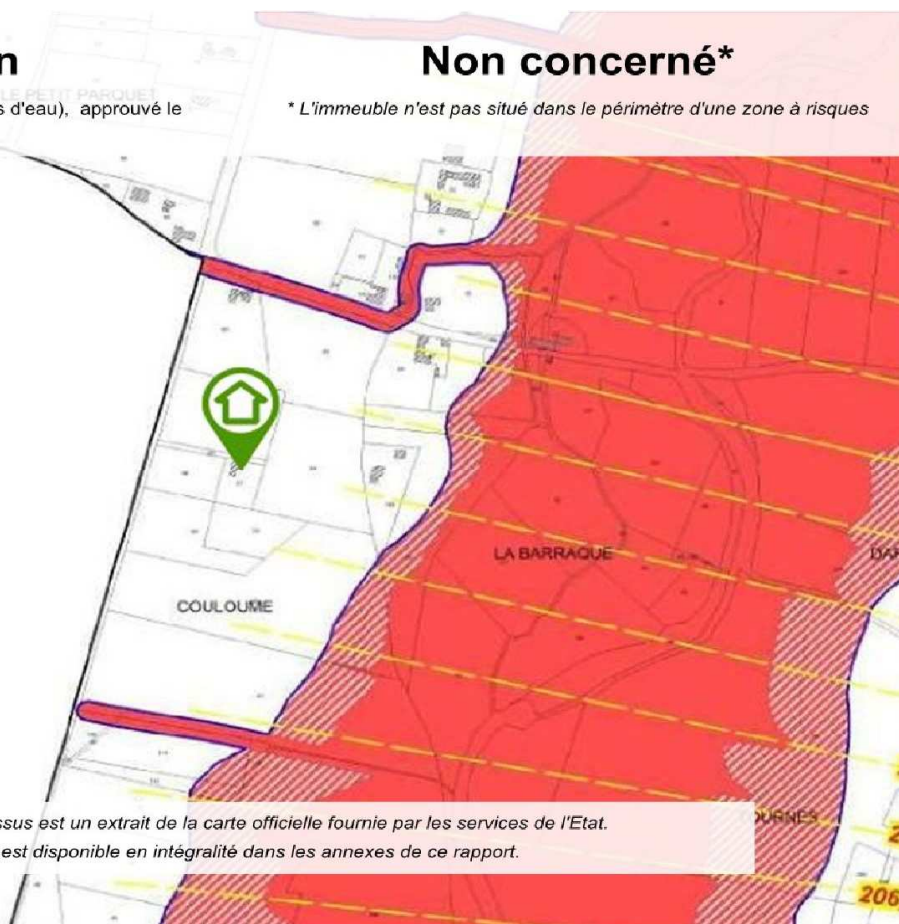 n
Non concerné*
LE PETIT PARQUET
s d'eau), approuvé le
* L'immeuble n'est pas situé dans le périmètre d'une zone à risques
LA BARRAQUE
COULOUME
ssus est un extrait de la carte officielle fournie par les services de l'Etat.
est disponible en intégralité dans les annexes de ce rapport.
OURNES
2
206